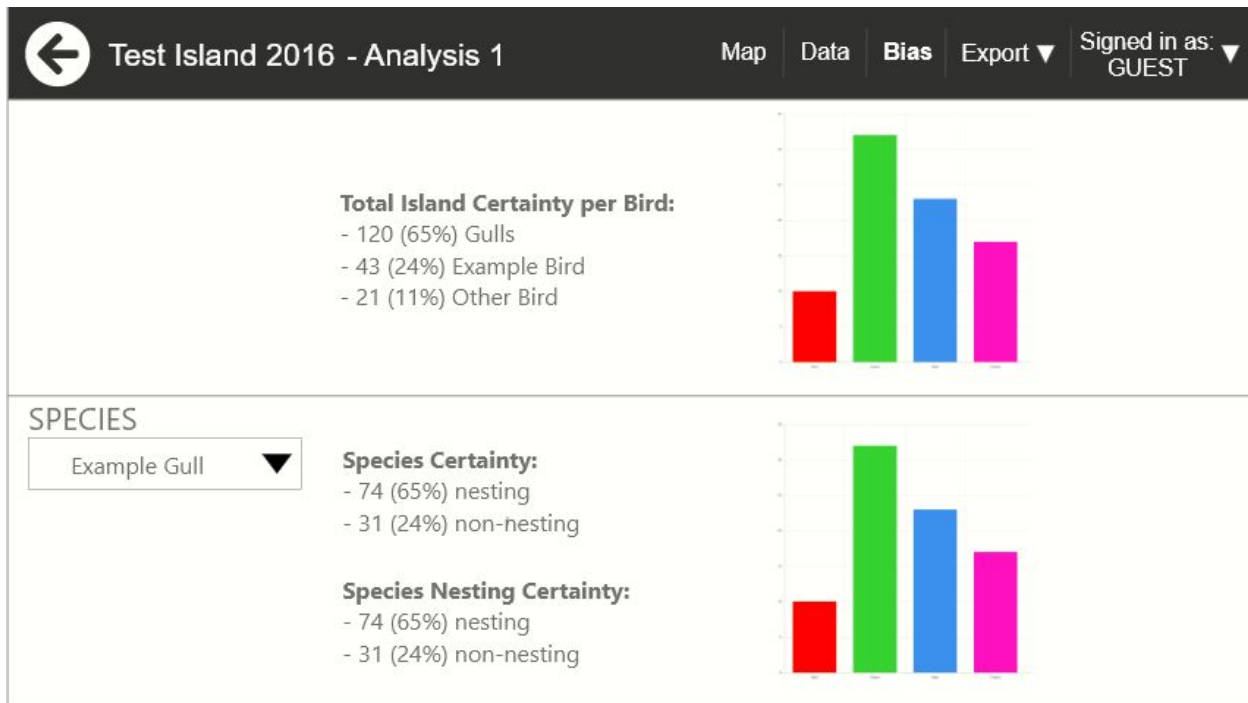 Test Island 2016 - Analysis 1
Map
Data
Bias
Export ▼
Signed in as: ▼
GUEST
Total Island Certainty per Bird:
- 120 (65%) Gulls
- 43 (24%) Example Bird
- 21 (11%) Other Bird
SPECIES
Example Gull
Species Certainty:
- 74 (65%) nesting
- 31 (24%) non-nesting
Species Nesting Certainty:
- 74 (65%) nesting
- 31 (24%) non-nesting